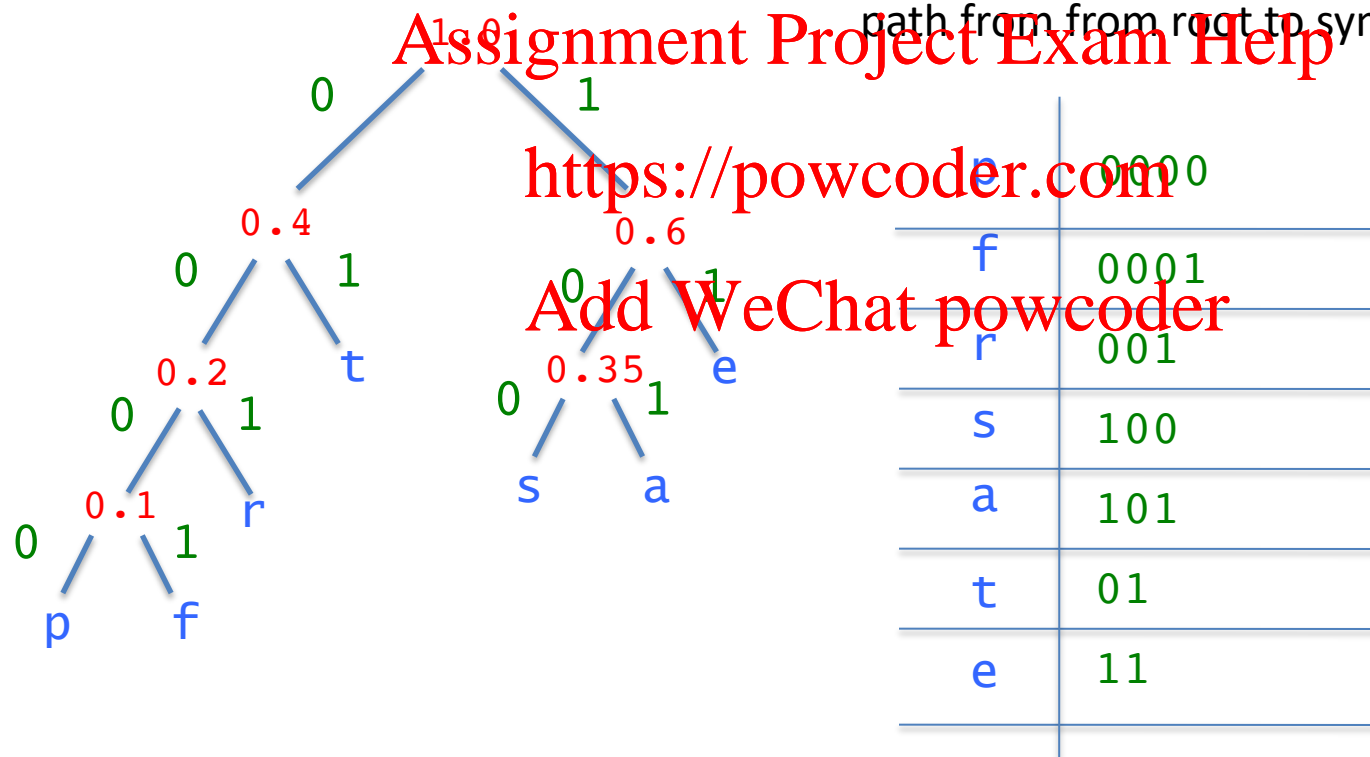 path from from root to syn
Assignment Project Exam Help
1.0
0 1
https://powcoder.com
p 0000
0.4 0.6
f 0001
0 1 0 1
Add WeChat powcoder
r 001
0.2 t 0.35 e
0 1 0 1
s 100
s a
a 101
0.1 r
0 1
t 01
p f
e 11